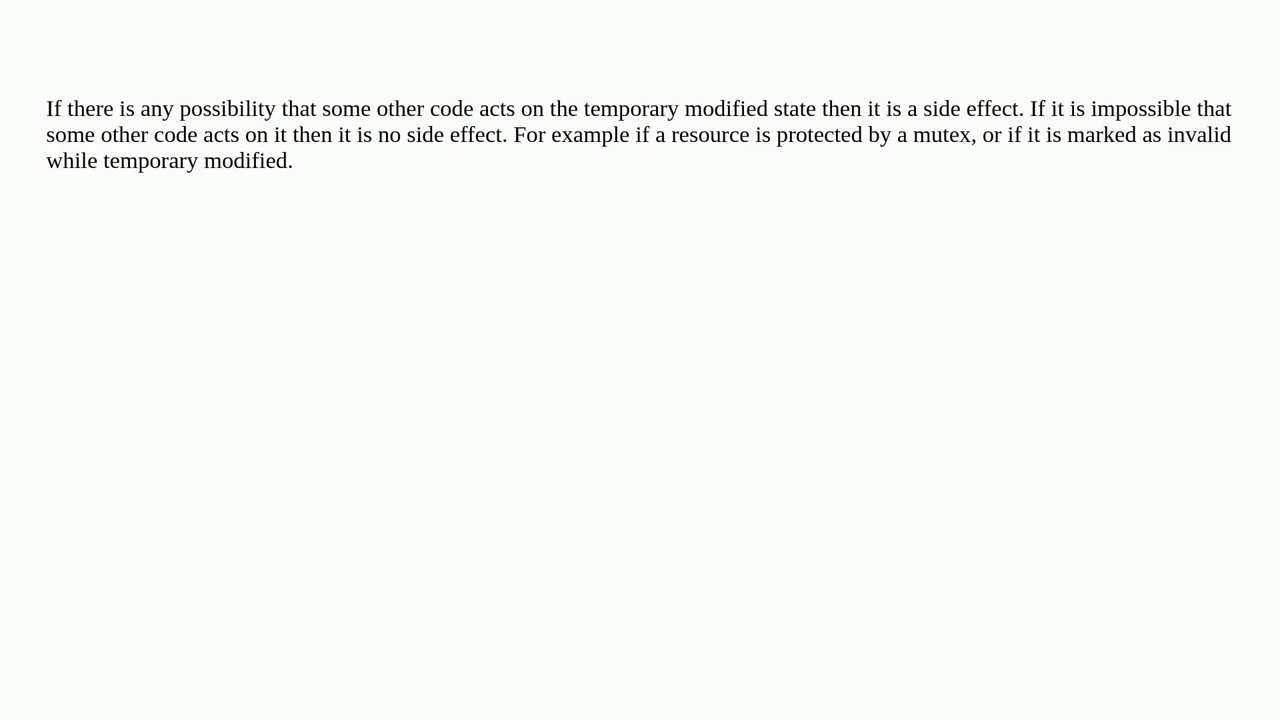 If there is any possibility that some other code acts on the temporary modified state then it is a side effect. If it is impossible that
some other code acts on it then it is no side effect. For example if a resource is protected by a mutex, or if it is marked as invalid
while temporary modified.